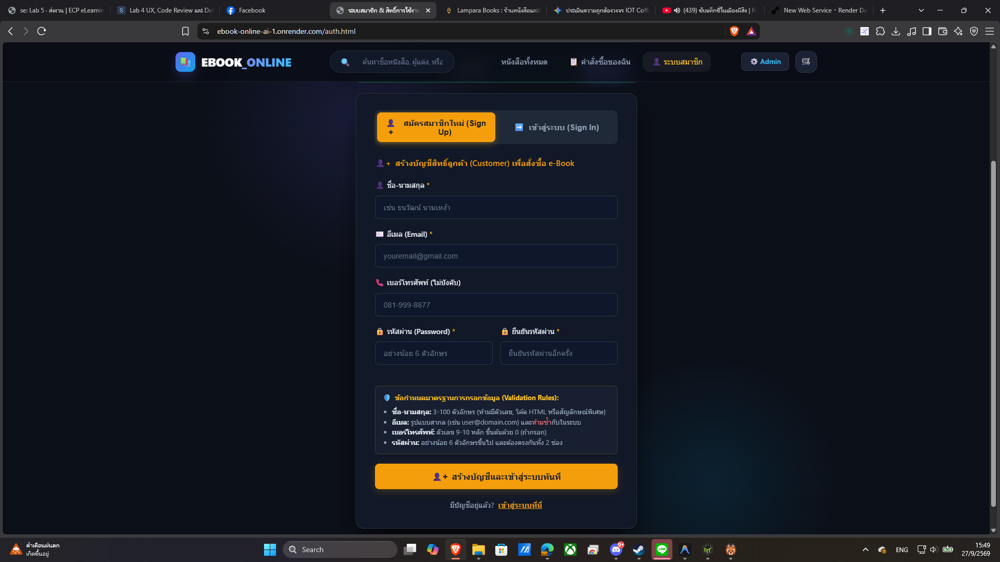 se: Lab 5 - ส่งงาน | ECP eLearnin
Lab 4 UX, Code Review และ De
Facebook
ระบบสมาชิก & สิทธิ์การใช้งาน
Lampara Books : ร้านหนังสือและ
ประเมินความถูกต้องวงจร IOT Coff
(439) ขับแท็กซี่ในเมืองผีสิง | R
New Web Service・Render Da
ebook-online-ai-1.onrender.com/auth.html
EBOOK_ONLINE
ค้นหาชื่อหนังสือ, ผู้แต่ง, หรือ
หนังสือทั้งหมด
คำสั่งซื้อของฉัน
ระบบสมาชิก
Admin
สมัครสมาชิกใหม่ (Sign Up)
เข้าสู่ระบบ (Sign In)
สร้างบัญชีสิทธิ์ลูกค้า (Customer) เพื่อสั่งซื้อ e-Book
ชื่อ-นามสกุล *
เช่น ธนวัฒน์ นามเหง้า
อีเมล (Email) *
youremail@gmail.com
เบอร์โทรศัพท์ (ไม่บังคับ)
081-999-8877
รหัสผ่าน (Password) *
ยืนยันรหัสผ่าน *
อย่างน้อย 6 ตัวอักษร
ยืนยันรหัสผ่านอีกครั้ง
ข้อกำหนดมาตรฐานการกรอกข้อมูล (Validation Rules):
• ชื่อ-นามสกุล: 3-100 ตัวอักษร (ห้ามมีตัวเลข, โค้ด HTML หรือสัญลักษณ์พิเศษ)
• อีเมล: รูปแบบสากล (เช่น user@domain.com) และห้ามซ้ำกับในระบบ
• เบอร์โทรศัพท์: ตัวเลข 9-10 หลัก ขึ้นต้นด้วย 0 (ถ้ากรอก)
• รหัสผ่าน: อย่างน้อย 6 ตัวอักษรขึ้นไป และต้องตรงกันทั้ง 2 ช่อง
สร้างบัญชีและเข้าสู่ระบบทันที
มีบัญชีอยู่แล้ว? เข้าสู่ระบบที่นี่
คำเตือนฝนตก
เกิดขึ้นอยู่
Search
9+
LINE
ENG
15:49
27/9/2569